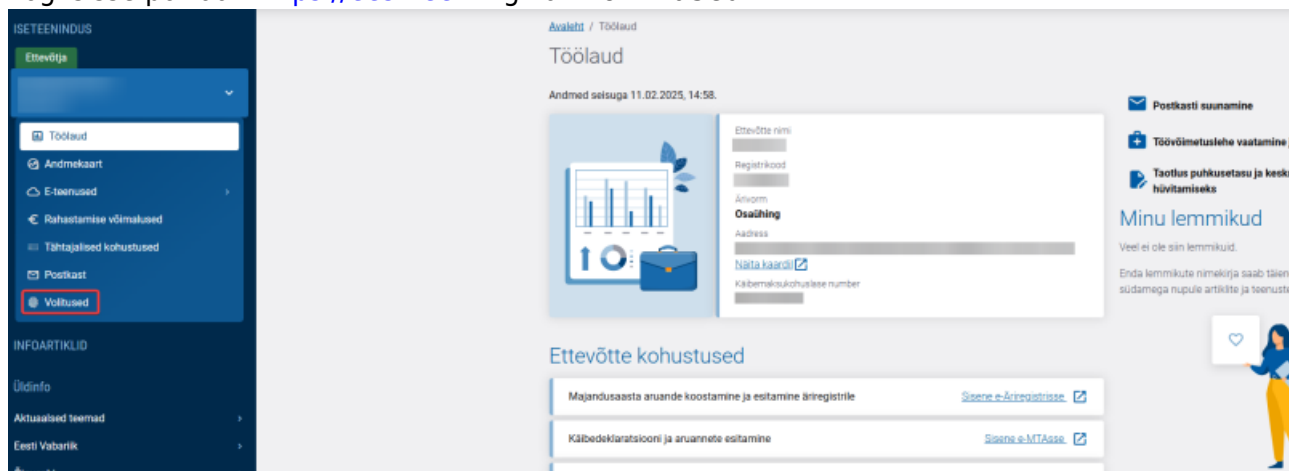 ISETEENINDUS
Ettevõtja
Töölaud
Andmekaart
E-teenused
Rahastamise võimalused
Tähtajalised kohustused
Postkast
Volitused
INFOARTIKLID
Üldinfo
Aktuaalsed teemad
Eesti Vabariik
Avaleht / Töölaud
Töölaud
Andmed seisuga 11.02.2025, 14:58.
Ettevõtte nimi
Registrikood
Ärivorm
Osaühing
Aadress
Näita kaardil
Käibemaksukohuslase number
Ettevõtte kohustused
Majandusaasta aruande koostamine ja esitamine äriregistrile
Sisene e-Äriregistrisse
Käibedeklaratsiooni ja aruannete esitamine
Sisene e-MTAsse
Postkasti suunamine
Töövõimetuslehe vaatamine j
Taotlus puhkusetasu ja kesk
hüvitamiseks
Minu lemmikud
Veel ei ole siin lemmikuid.
Enda lemmikute nimekirja saab täien
südamega nupule artiklite ja teenuste